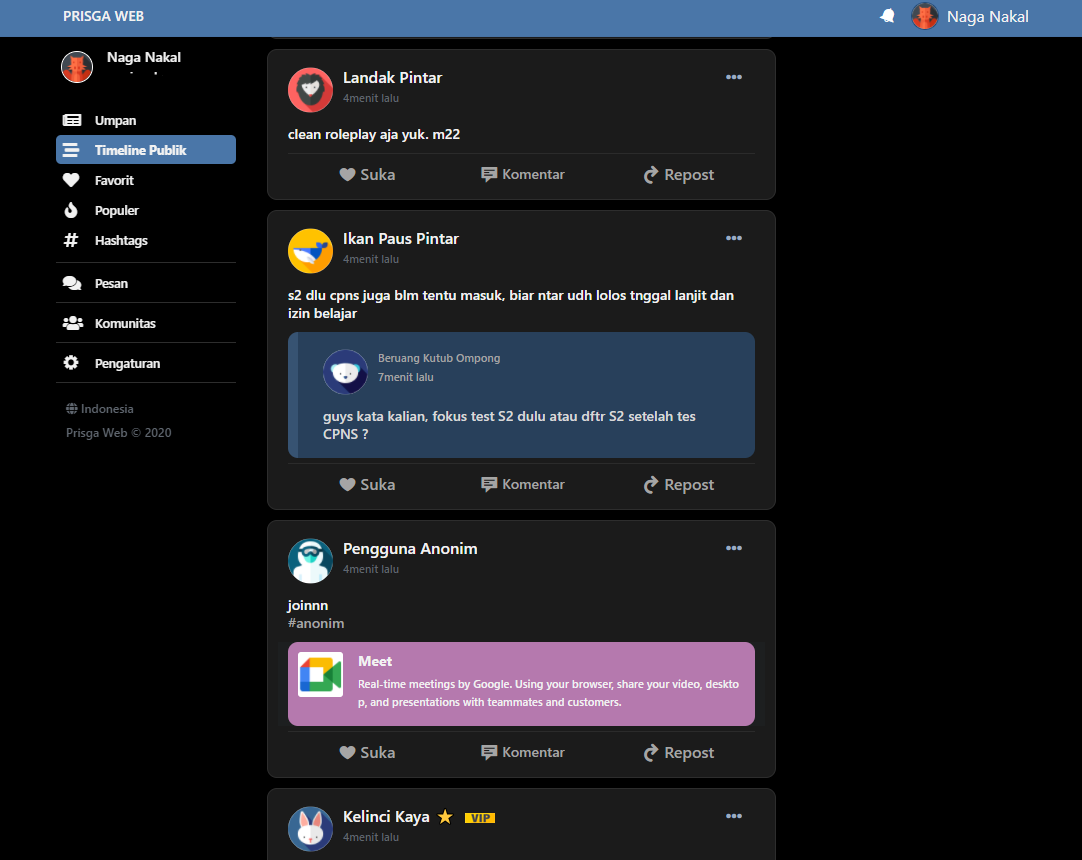 PRISGA WEB
Naga Nakal
Naga Nakal
Umpan
Timeline Publik
Favorit
Populer
Hashtags
Pesan
Komunitas
Pengaturan
Indonesia
Prisga Web © 2020
Landak Pintar
4menit lalu
clean roleplay aja yuk. m22
Suka
Komentar
Repost
Ikan Paus Pintar
4menit lalu
s2 dlu cpns juga blm tentu masuk, biar ntar udh lolos tnggal lanjit dan
izin belajar
Beruang Kutub Ompong
7menit lalu
guys kata kalian, fokus test S2 dulu atau dftr S2 setelah tes
CPNS ?
Suka
Komentar
Repost
Pengguna Anonim
4menit lalu
joinnn
#anonim
Meet
Real-time meetings by Google. Using your browser, share your video, deskto
p, and presentations with teammates and customers.
Suka
Komentar
Repost
Kelinci Kaya VIP
4menit lalu